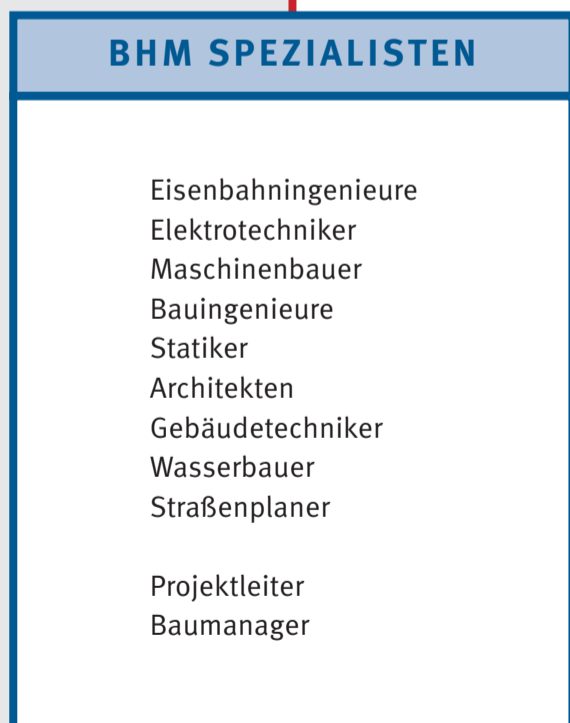 BHM SPEZIALISTEN
Eisenbahningenieure
Elektrotechniker
Maschinenbauer
Bauingenieure
Statiker
Architekten
Gebäudetechniker
Wasserbauer
Straßenplaner
Projektleiter
Baumanager